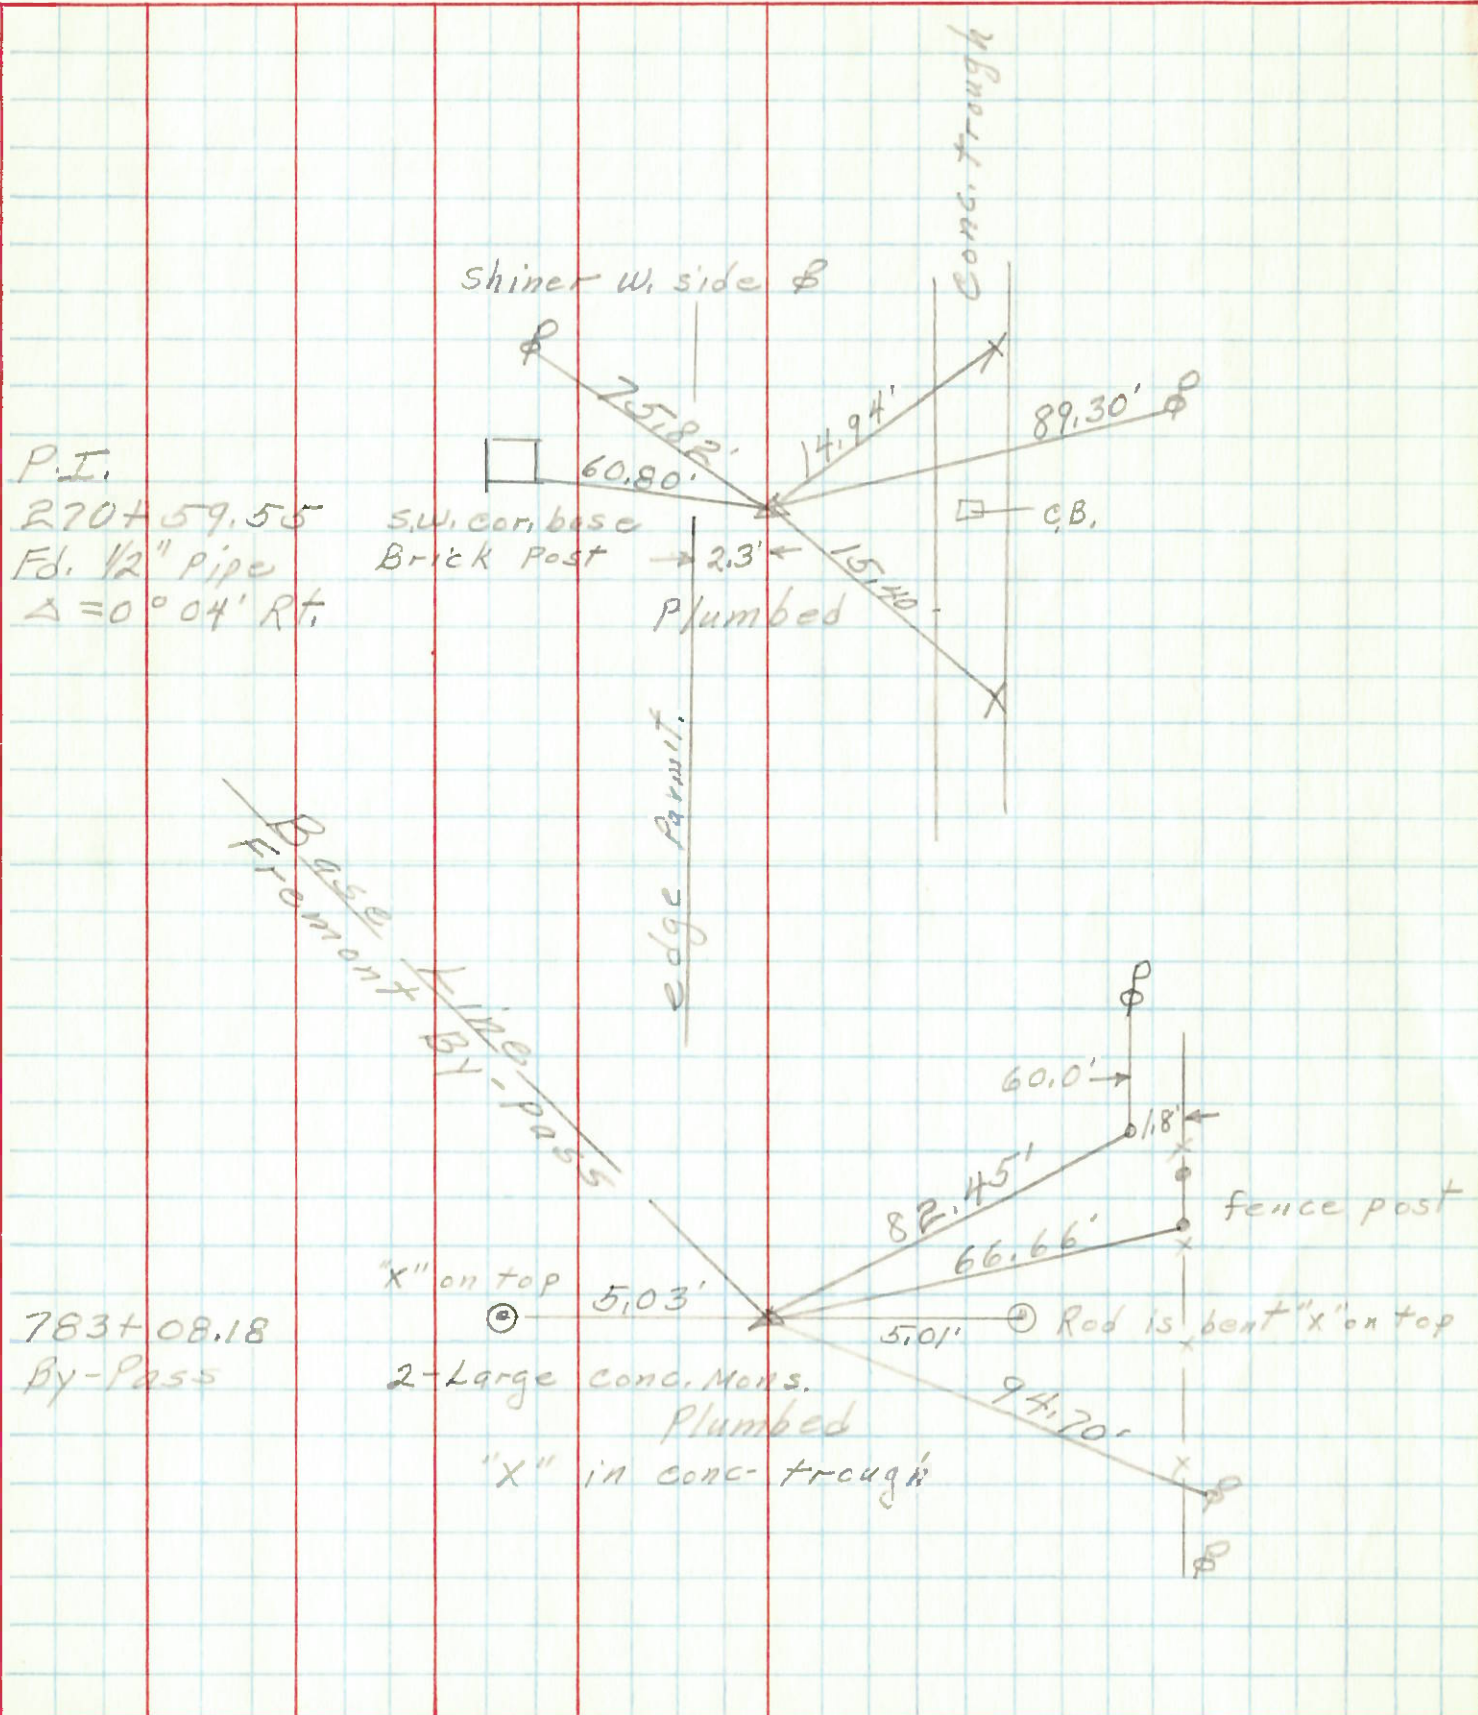 conc. trough
Shiner W. side
75.82'
14.94'
89.30'
60.80'
P.I.
270+59.55
Fd. 1/2" Pipe
Δ = 0° 04' Rt.
S.W. cor. base
Brick Post
2.3'
C.B.
15.40'
Plumbed
edge Pavm't.
Base Line
Fremont By-pass
60.0'
1.8'
82.45'
fence post
66.66'
"X" on top
5.03'
783+08.18
By-Pass
5.01'
Rod is bent "x" on top
2-Large conc. Mons.
94.70'
Plumbed
"X" in conc- trough